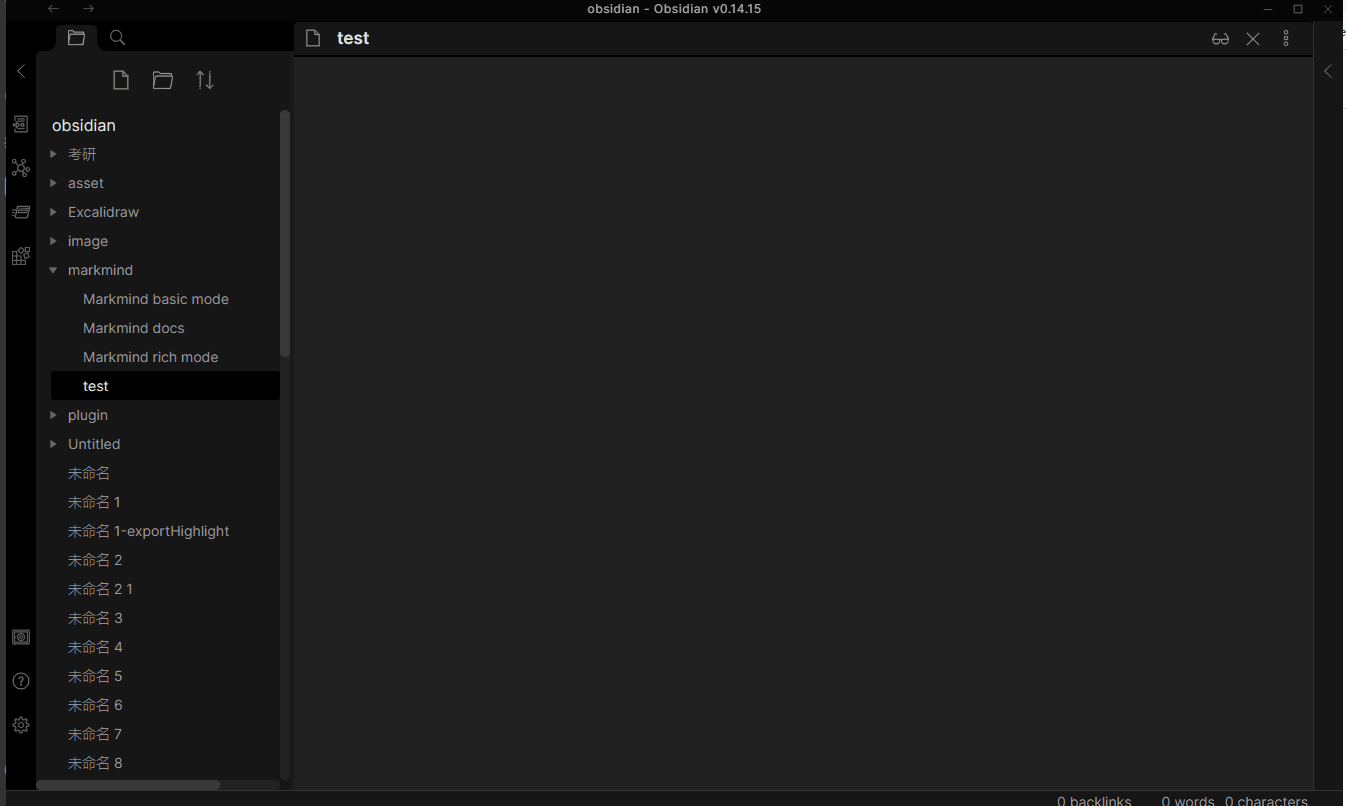 obsidian - Obsidian v0.14.15
test
obsidian
考研
asset
Excalidraw
image
markmind
Markmind basic mode
Markmind docs
Markmind rich mode
test
plugin
Untitled
未命名
未命名 1
未命名 1-exportHighlight
未命名 2
未命名 2 1
未命名 3
未命名 4
未命名 5
未命名 6
未命名 7
未命名 8
0 backlinks 0 words 0 characters